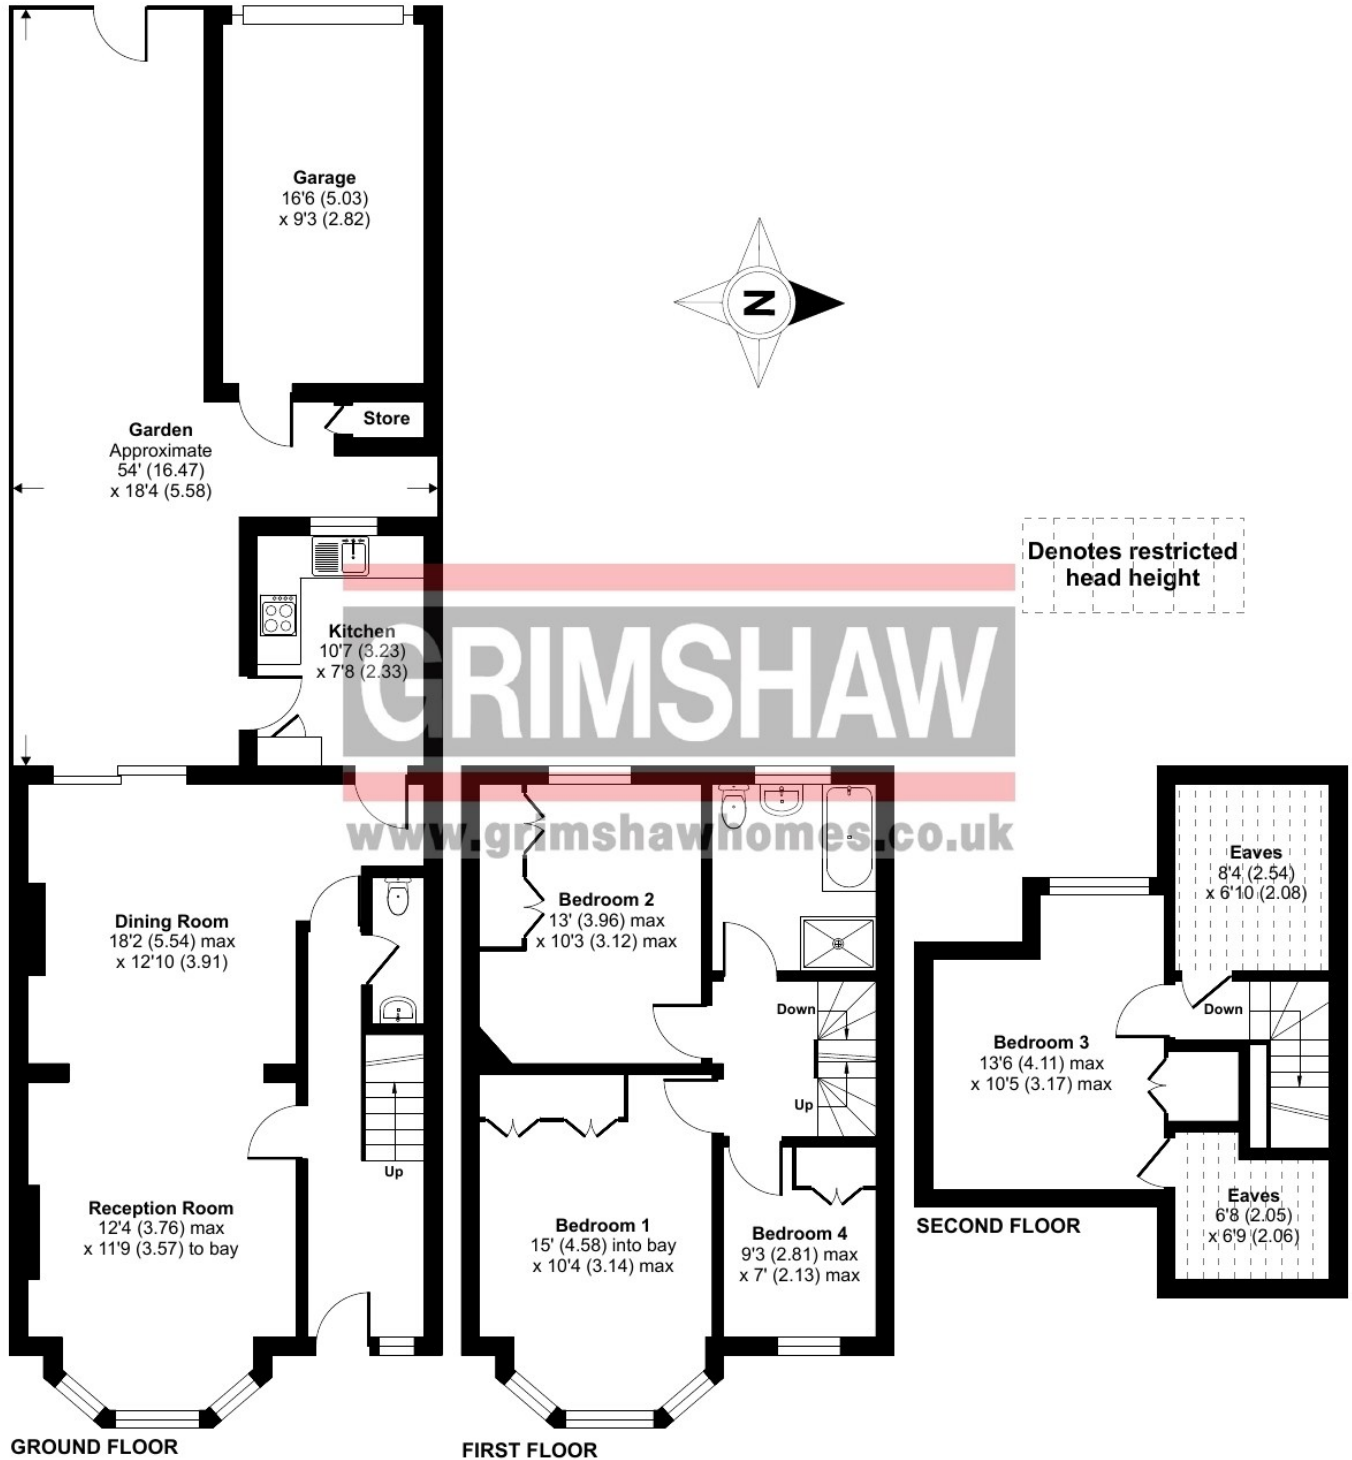 Garage
16'6 (5.03)
x 9'3 (2.82)
N
Store
Garden
Approximate
54' (16.47)
x 18'4 (5.58)
Denotes restricted
head height
Kitchen
10'7 (3.23)
x 7'8 (2.33)
GRIMSHAW
www.grimshawhomes.co.uk
Dining Room
18'2 (5.54) max
x 12'10 (3.91)
Up
Reception Room
12'4 (3.76) max
x 11'9 (3.57) to bay
GROUND FLOOR
Bedroom 2
13' (3.96) max
x 10'3 (3.12) max
Down
Up
Bedroom 1
15' (4.58) into bay
x 10'4 (3.14) max
Bedroom 4
9'3 (2.81) max
x 7' (2.13) max
FIRST FLOOR
Eaves
8'4 (2.54)
x 6'10 (2.08)
Down
Bedroom 3
13'6 (4.11) max
x 10'5 (3.17) max
Eaves
6'8 (2.05)
x 6'9 (2.06)
SECOND FLOOR